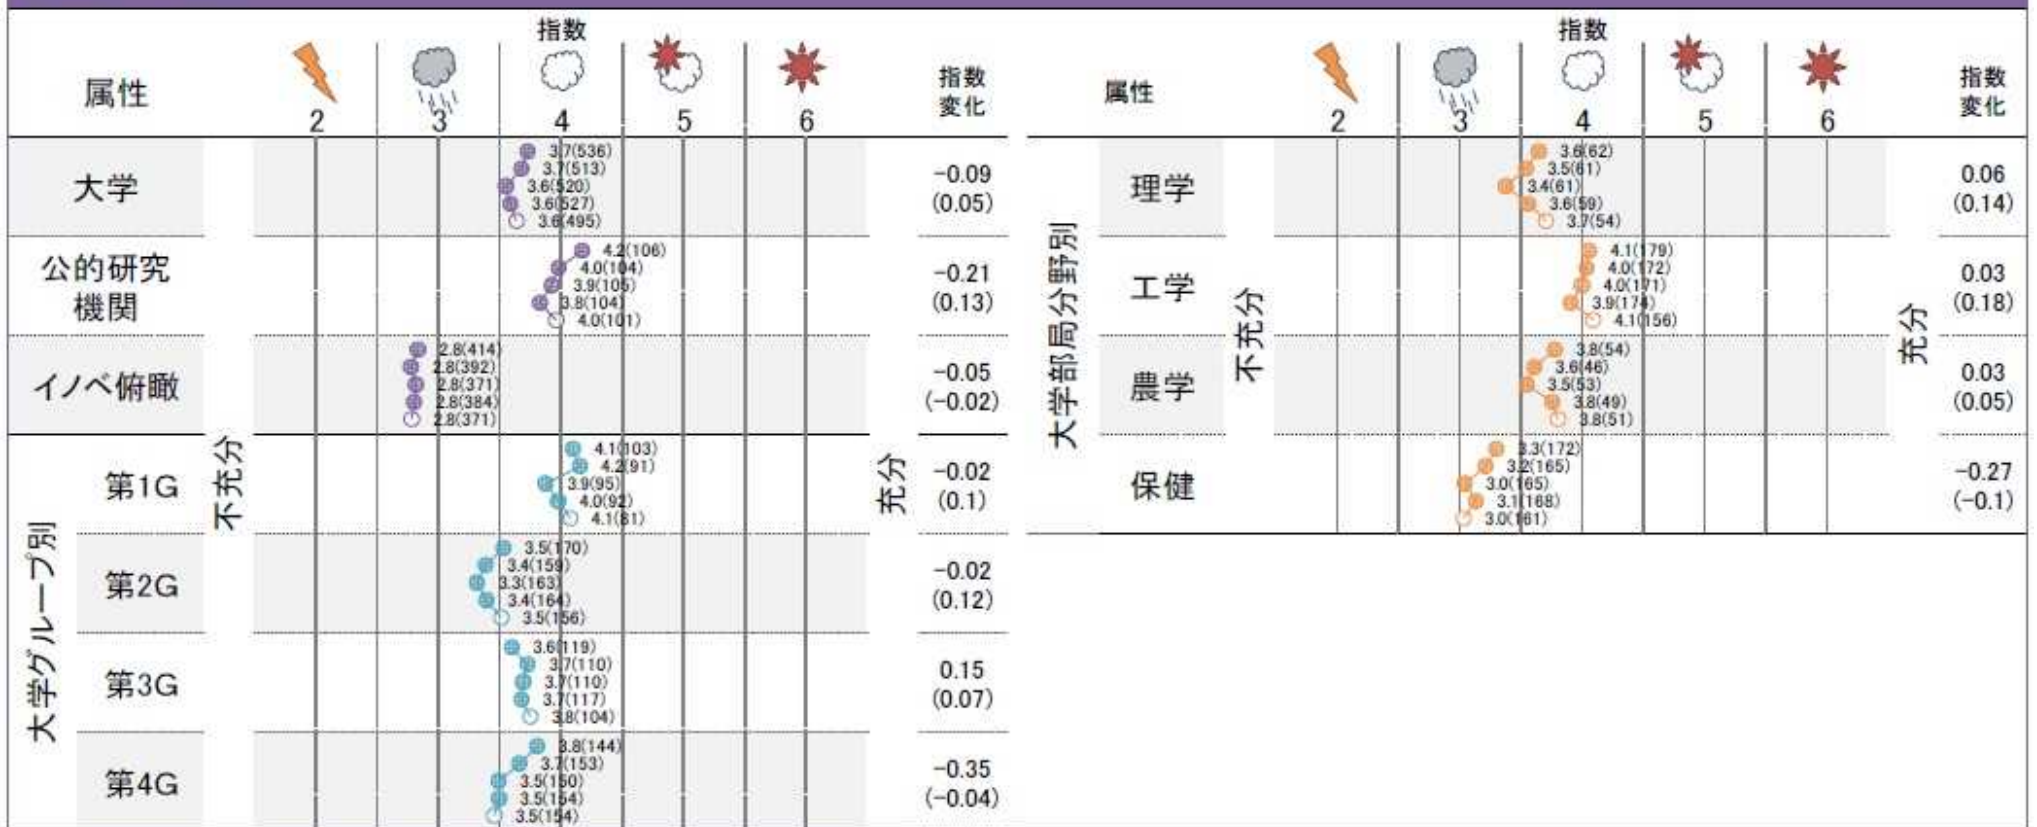 指数
属性
2 3 4 5 6
指数
変化
大学
3.7(536)
3.7(513)
3.6(520)
3.6(527)
3.6(495)
-0.09
(0.05)
公的研究
機関
4.2(106)
4.0(104)
3.9(105)
3.8(104)
4.0(101)
-0.21
(0.13)
イノベ俯瞰
2.8(414)
2.8(392)
2.8(371)
2.8(384)
2.8(371)
-0.05
(-0.02)
不充分
充分
大学グループ別
第1G
4.1(103)
4.2(91)
3.9(95)
4.0(92)
4.1(81)
-0.02
(0.1)
第2G
3.5(170)
3.4(159)
3.3(163)
3.4(164)
3.5(156)
-0.02
(0.12)
第3G
3.6(119)
3.7(110)
3.7(110)
3.7(117)
3.8(104)
0.15
(0.07)
第4G
3.8(144)
3.7(153)
3.5(150)
3.5(154)
3.5(154)
-0.35
(-0.04)
指数
属性
2 3 4 5 6
指数
変化
大学部局分野別
不充分
充分
理学
3.6(62)
3.5(61)
3.4(61)
3.6(59)
3.7(54)
0.06
(0.14)
工学
4.1(179)
4.0(172)
4.0(171)
3.9(174)
4.1(156)
0.03
(0.18)
農学
3.8(54)
3.6(46)
3.5(53)
3.8(49)
3.8(51)
0.03
(0.05)
保健
3.3(172)
3.2(165)
3.0(165)
3.1(168)
3.0(161)
-0.27
(-0.1)